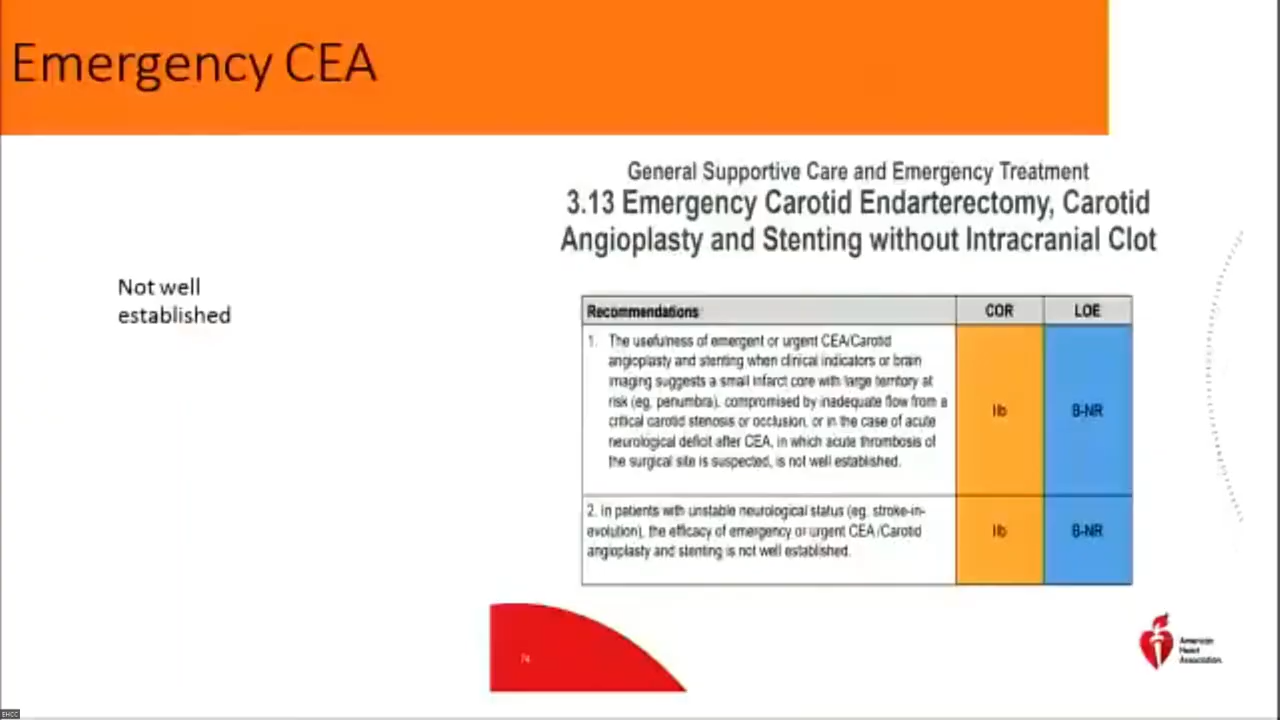 Emergency CEA
Not well
established
General Supportive Care and Emergency Treatment
3.13 Emergency Carotid Endarterectomy, Carotid
Angioplasty and Stenting without Intracranial Clot
Recommendations COR LOE
1. The usefulness of emergent or urgent CEA/Carotid
angioplasty and stenting when clinical indicators or brain
imaging suggests a small infarct core with large territory at
risk (eg, penumbra), compromised by inadequate flow from a
critical carotid stenosis or occlusion, or in the case of acute
neurological deficit after CEA, in which acute thrombosis of
the surgical site is suspected, is not well established.
IIb B-NR
2. In patients with unstable neurological status (eg. stroke-in-
evolution), the efficacy of emergency or urgent CEA /Carotid
angioplasty and stenting is not well established.
IIb B-NR
74
American
Heart
Association.
EHCC